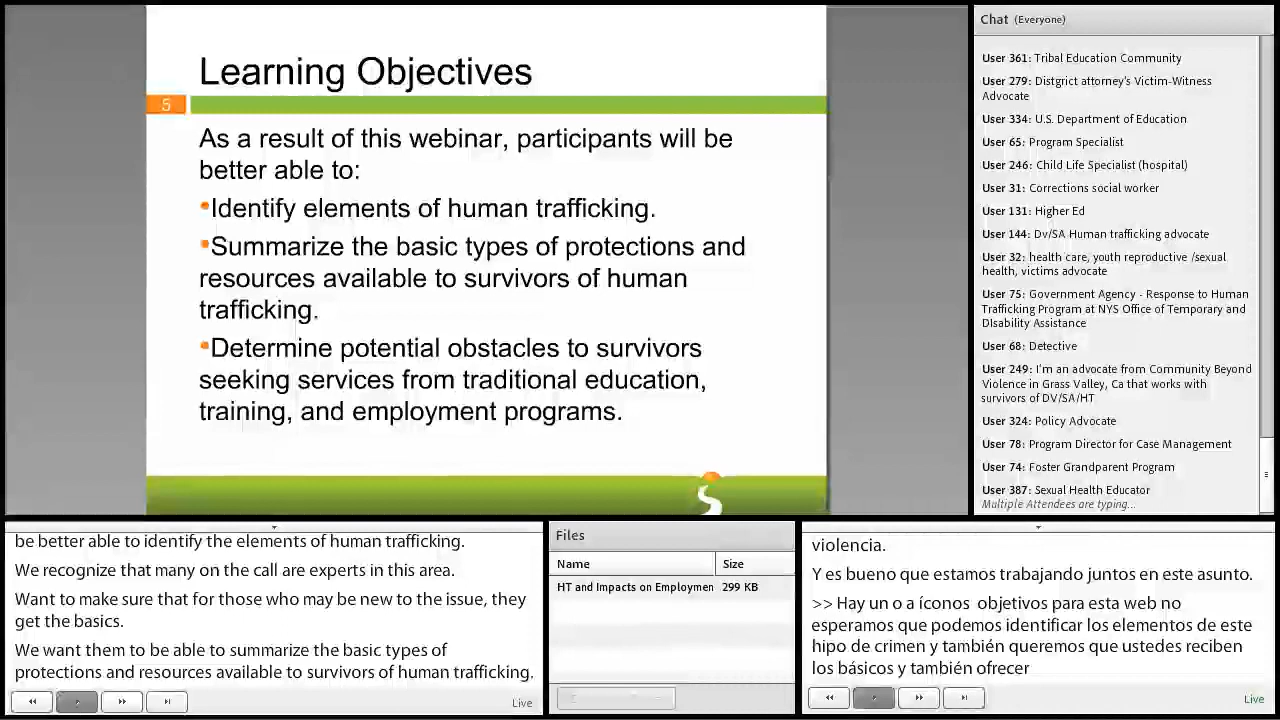 Learning Objectives
5
As a result of this webinar, participants will be
better able to:
•Identify elements of human trafficking.
•Summarize the basic types of protections and
resources available to survivors of human
trafficking.
•Determine potential obstacles to survivors
seeking services from traditional education,
training, and employment programs.
Chat (Everyone)
User 361: Tribal Education Community
User 279: Distgrict attorney's Victim-Witness
Advocate
User 334: U.S. Department of Education
User 65: Program Specialist
User 246: Child Life Specialist (hospital)
User 31: Corrections social worker
User 131: Higher Ed
User 144: Dv/SA Human trafficking advocate
User 32: health care, youth reproductive /sexual
health, victims advocate
User 75: Government Agency - Response to Human
Trafficking Program at NYS Office of Temporary and
DIsability Assistance
User 68: Detective
User 249: I'm an advocate from Community Beyond
Violence in Grass Valley, Ca that works with
survivors of DV/SA/HT
User 324: Policy Advocate
User 78: Program Director for Case Management
User 74: Foster Grandparent Program
User 387: Sexual Health Educator
Multiple Attendees are typing...
be better able to identify the elements of human trafficking.
We recognize that many on the call are experts in this area.
Want to make sure that for those who may be new to the issue, they
get the basics.
We want them to be able to summarize the basic types of
protections and resources available to survivors of human trafficking.
Live
Files
Name Size
HT and Impacts on Employmen 299 KB
violencia.
Y es bueno que estamos trabajando juntos en este asunto.
>> Hay un o a íconos objetivos para esta web no
esperamos que podemos identificar los elementos de este
hipo de crimen y también queremos que ustedes reciben
los básicos y también ofrecer
Live